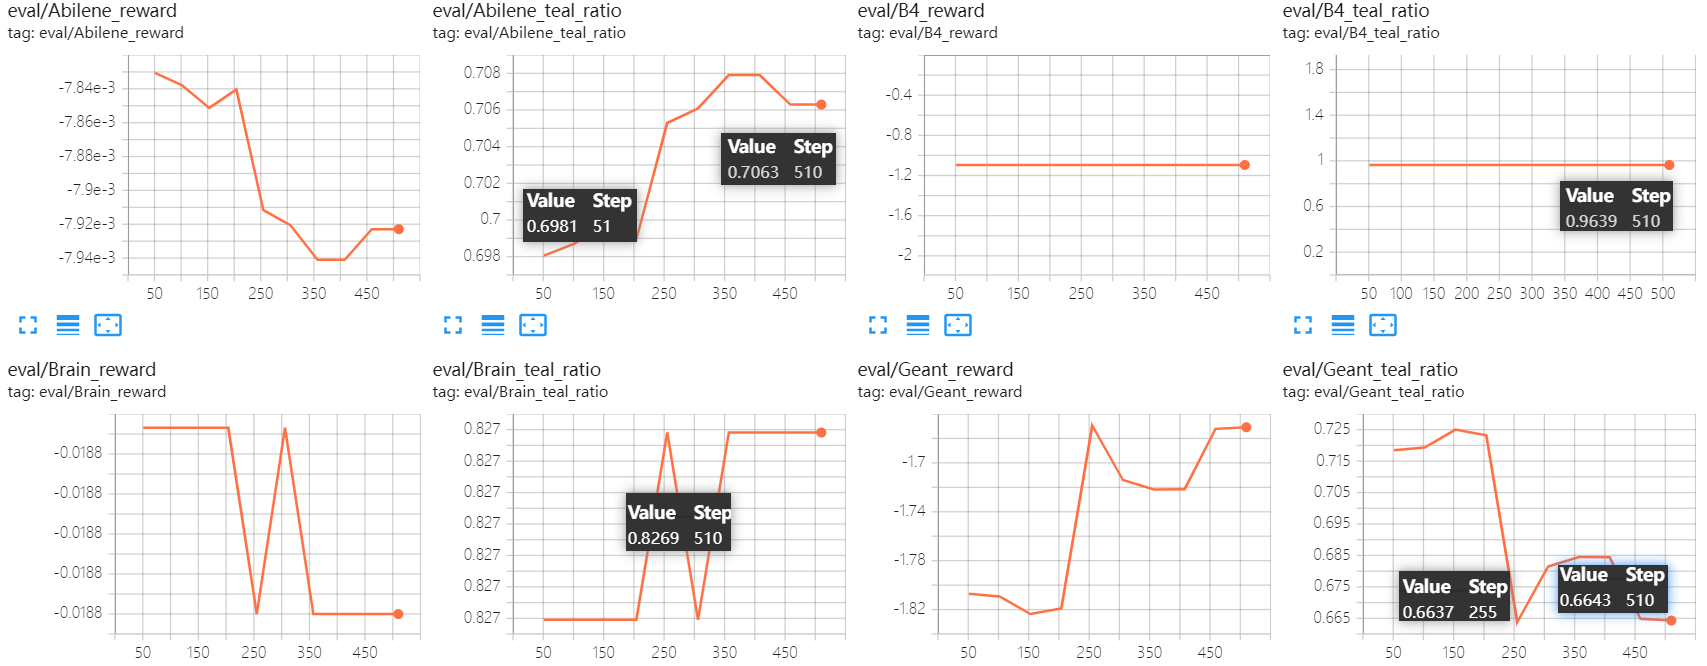 eval/Abilene_reward
tag: eval/Abilene_reward
-7.84e-3
-7.86e-3
-7.88e-3
-7.9e-3
-7.92e-3
-7.94e-3
50 150 250 350 450
eval/Abilene_teal_ratio
tag: eval/Abilene_teal_ratio
0.708
0.706
0.704
0.702
0.7
0.698
50 150 250 350 450
Value Step
0.6981 51
Value Step
0.7063 510
eval/B4_reward
tag: eval/B4_reward
-0.4
-0.8
-1.2
-1.6
-2
50 150 250 350 450
eval/B4_teal_ratio
tag: eval/B4_teal_ratio
1.8
1.4
1
0.6
0.2
50 100 150 200 250 300 350 400 450 500
Value Step
0.9639 510
eval/Brain_reward
tag: eval/Brain_reward
-0.0188
-0.0188
-0.0188
-0.0188
-0.0188
50 150 250 350 450
eval/Brain_teal_ratio
tag: eval/Brain_teal_ratio
0.827
0.827
0.827
0.827
0.827
0.827
0.827
50 150 250 350 450
Value Step
0.8269 510
eval/Geant_reward
tag: eval/Geant_reward
-1.7
-1.74
-1.78
-1.82
50 150 250 350 450
eval/Geant_teal_ratio
tag: eval/Geant_teal_ratio
0.725
0.715
0.705
0.695
0.685
0.675
0.665
50 150 250 350 450
Value Step
0.6637 255
Value Step
0.6643 510